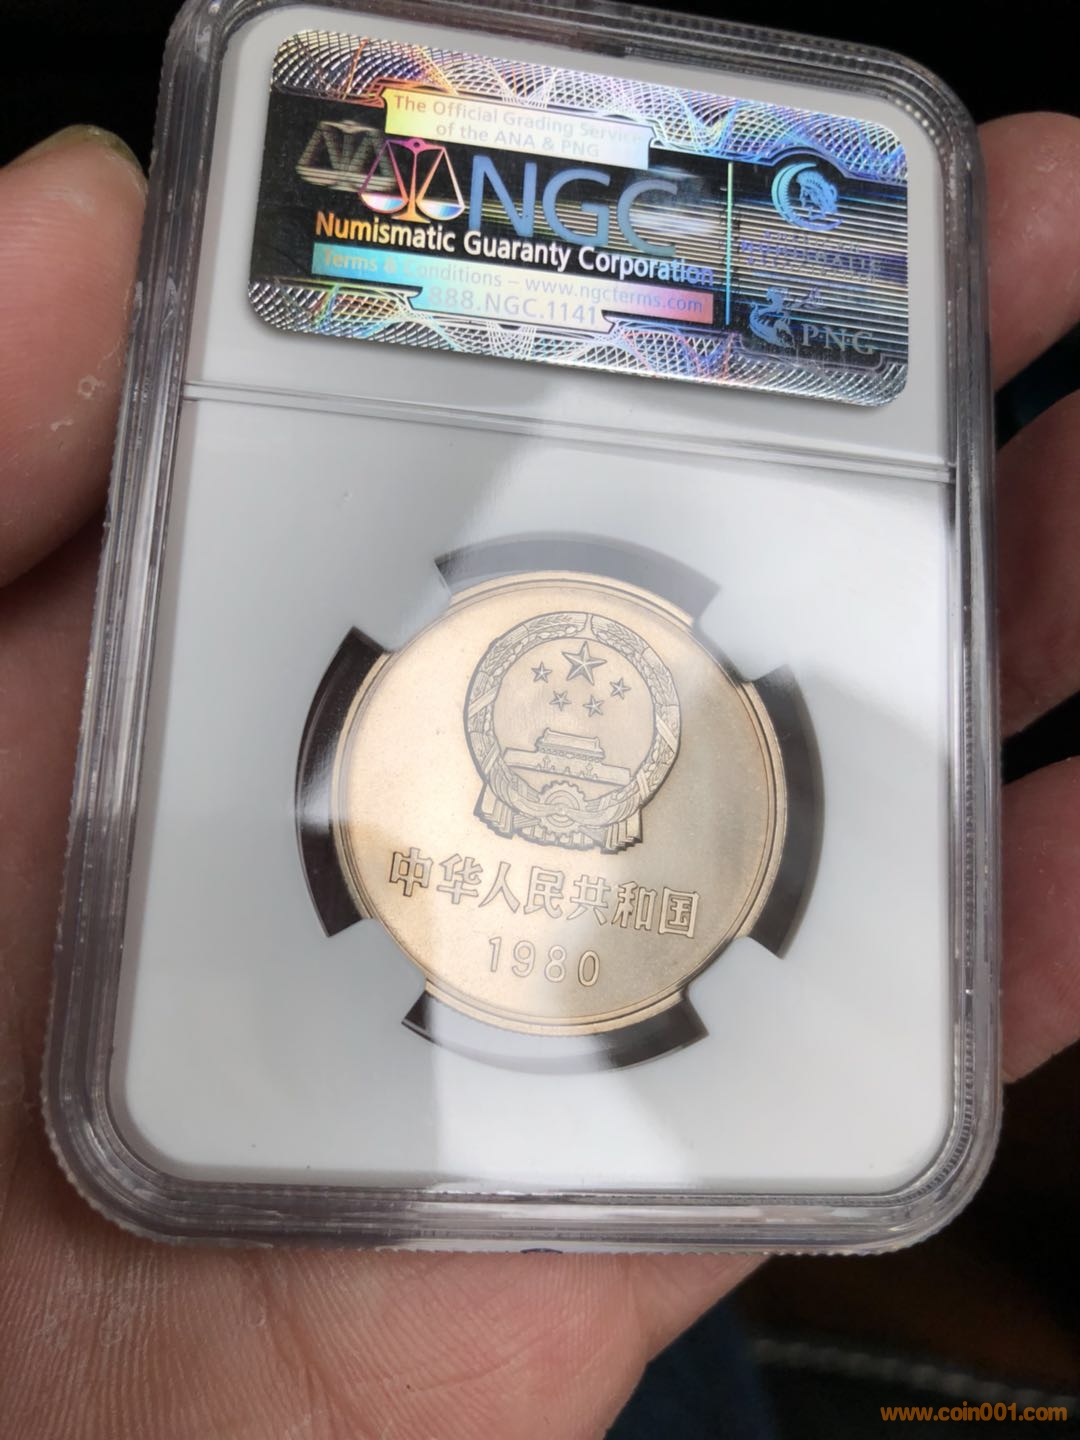 The Official Grading Service
of the ANA & PNG
NGC
Numismatic Guaranty Corporation
Terms & Conditions – www.ngcterms.com
888.NGC.1141
PNG
中华人民共和国
1980
www.coin001.com